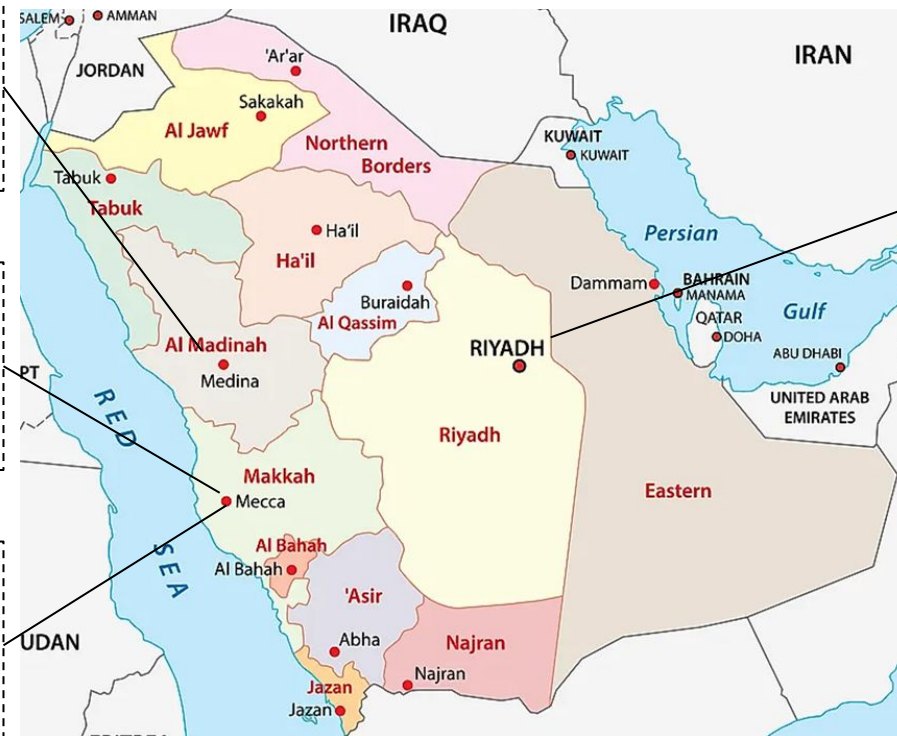 SALEM
AMMAN
IRAQ
IRAN
JORDAN
'Ar'ar
Sakakah
Al Jawf
Northern
Borders
KUWAIT
KUWAIT
Tabuk
Tabuk
Ha'il
Ha'il
Persian
Gulf
Dammam
BAHRAIN
MANAMA
Buraidah
Al Qassim
QATAR
DOHA
Al Madinah
Medina
RIYADH
ABU DHABI
PT
UNITED ARAB
EMIRATES
RED
SEA
Riyadh
Makkah
Mecca
Eastern
Al Bahah
Al Bahah
'Asir
UDAN
Abha
Najran
Najran
Jazan
Jazan